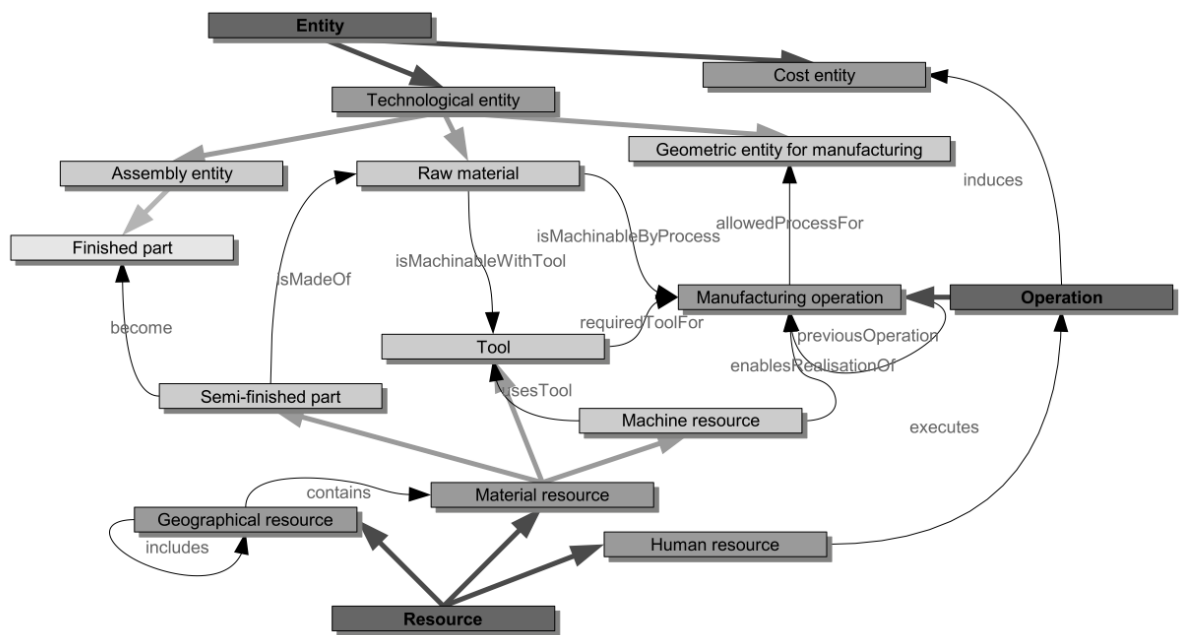 Entity
Cost entity
Technological entity
Geometric entity for manufacturing
Assembly entity
Raw material
induces
allowedProcessFor
isMachinableByProcess
Finished part
isMachinableWithTool
isMadeOf
Manufacturing operation
Operation
become
requiredToolFor
previousOperation
Tool
enablesRealisationOf
usesTool
Semi-finished part
Machine resource
executes
contains
Material resource
Geographical resource
includes
Human resource
Resource